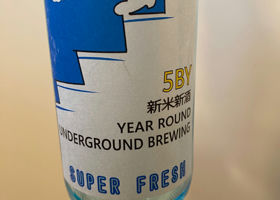 5BY
新米新酒
YEAR ROUND
UNDERGROUND BREWING
SUPER FRESH